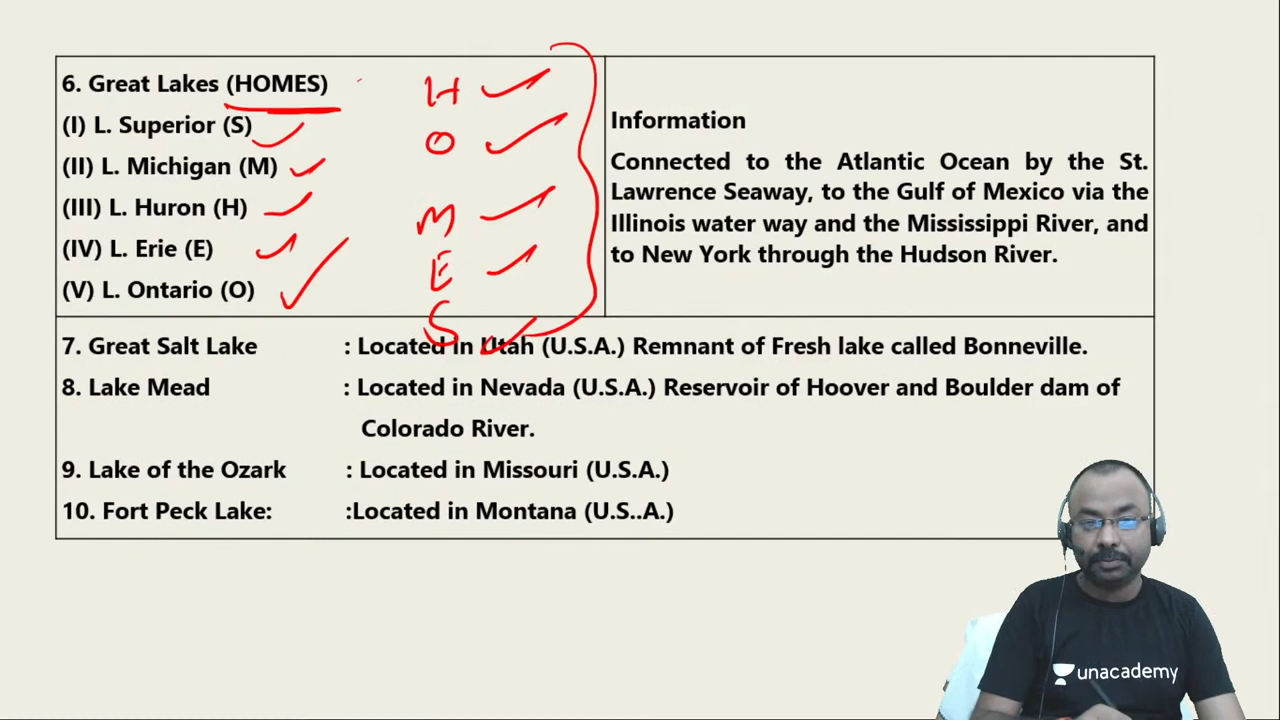 6. Great Lakes (HOMES)
(I) L. Superior (S)
(II) L. Michigan (M)
(III) L. Huron (H)
(IV) L. Erie (E)
(V) L. Ontario (O)
H
O
M
E
S
Information
Connected to the Atlantic Ocean by the St.
Lawrence Seaway, to the Gulf of Mexico via the
Illinois water way and the Mississippi River, and
to New York through the Hudson River.
7. Great Salt Lake : Located in Utah (U.S.A.) Remnant of Fresh lake called Bonneville.
8. Lake Mead : Located in Nevada (U.S.A.) Reservoir of Hoover and Boulder dam of
Colorado River.
9. Lake of the Ozark : Located in Missouri (U.S.A.)
10. Fort Peck Lake: :Located in Montana (U.S..A.)
unacademy